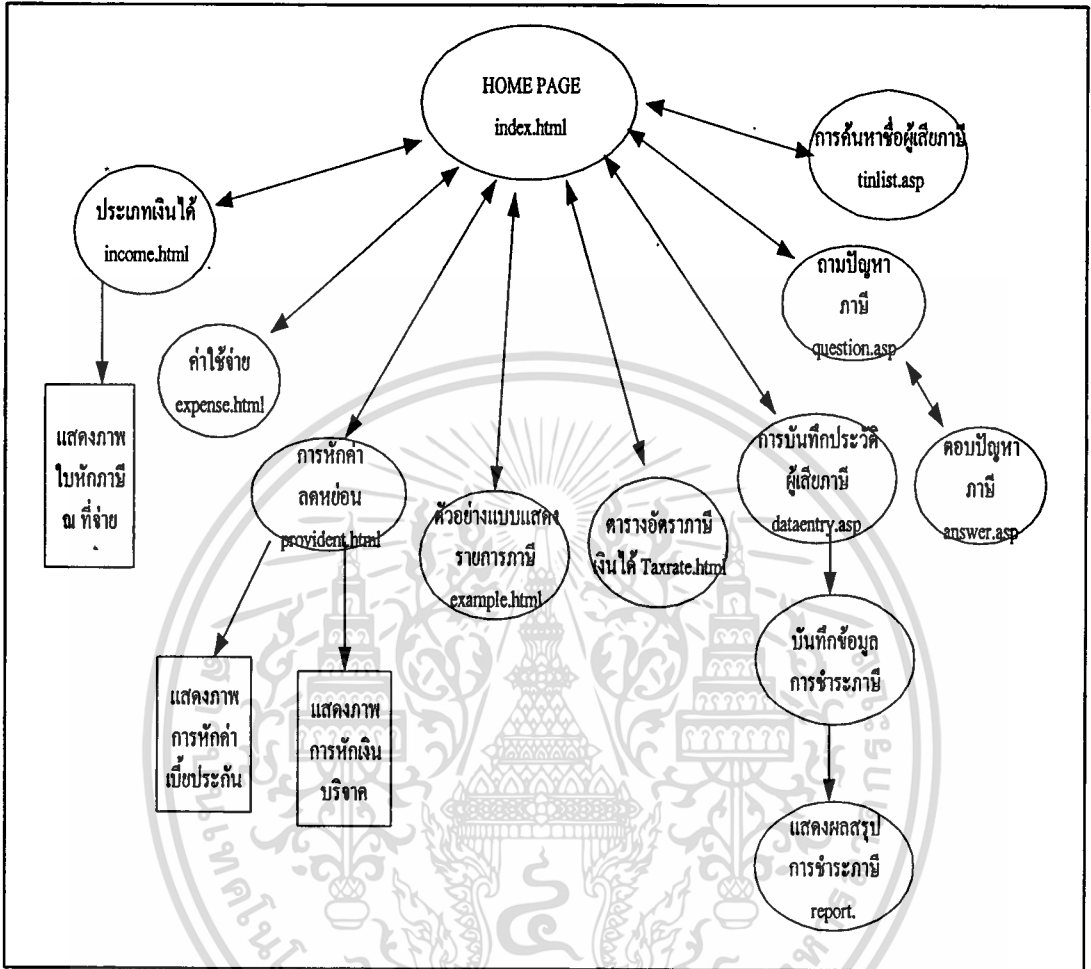 HOME PAGE
index.html
การค้นหาชื่อผู้เสียภาษี
tinlist.asp
ประเภทเงินได้
income.html
ถามปัญหา
ภาษี
question.asp
ค่าใช้จ่าย
expense.html
แสดงภาพ
ใบหักภาษี
ณ ที่จ่าย
การหักค่า
ลดหย่อน
provident.html
ตัวอย่างแบบแสดง
รายการภาษี
example.html
ตารางอัตราภาษี
เงินได้ Taxrate.html
การบันทึกประวัติ
ผู้เสียภาษี
dataentry.asp
ตอบปัญหา
ภาษี
answer.asp
บันทึกข้อมูล
การชำระภาษี
แสดงภาพ
การหักค่า
เบี้ยประกัน
แสดงภาพ
การหักเงิน
บริจาค
แสดงผลสรุป
การชำระภาษี
report.